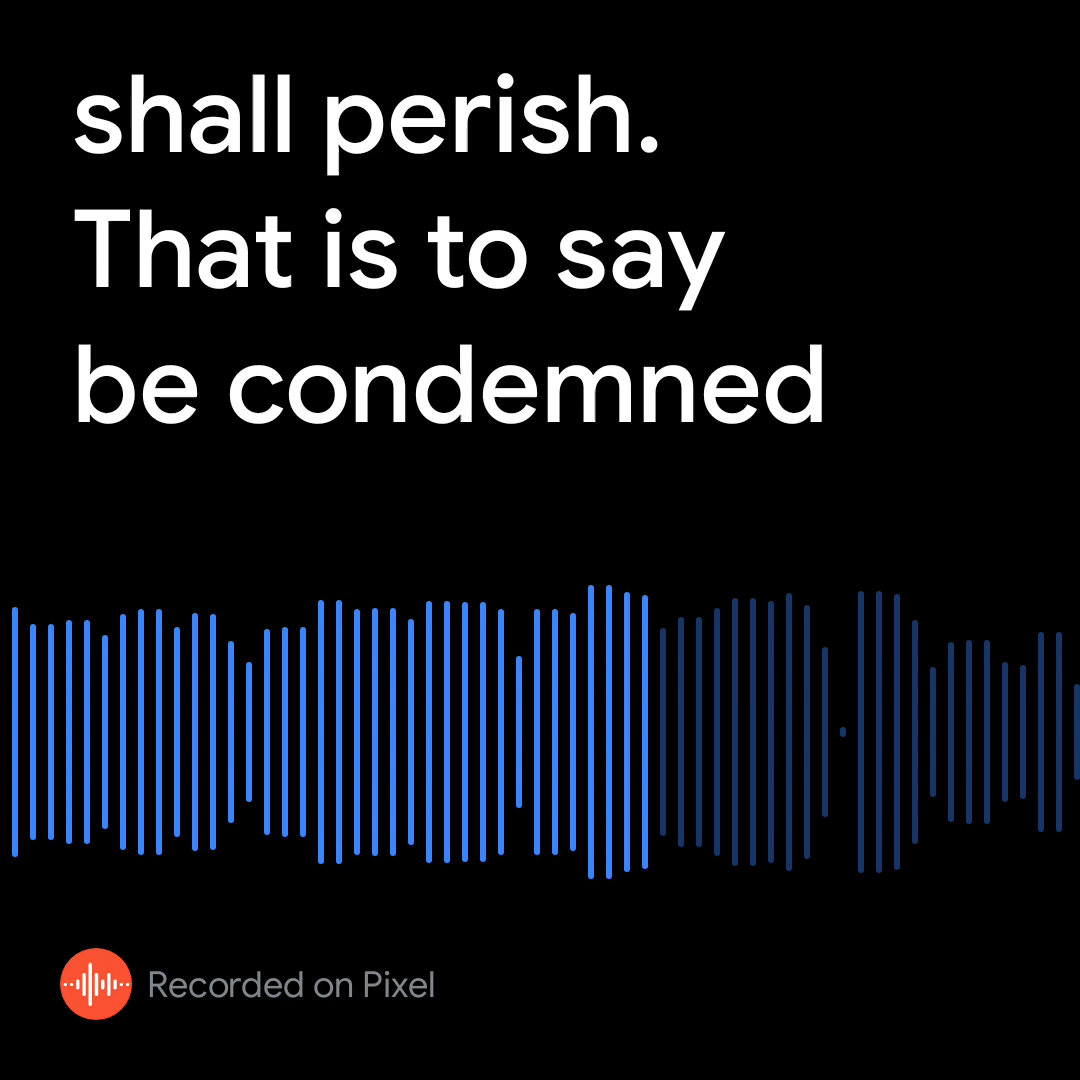 shall perish.
That is to say
be condemned
Recorded on Pixel